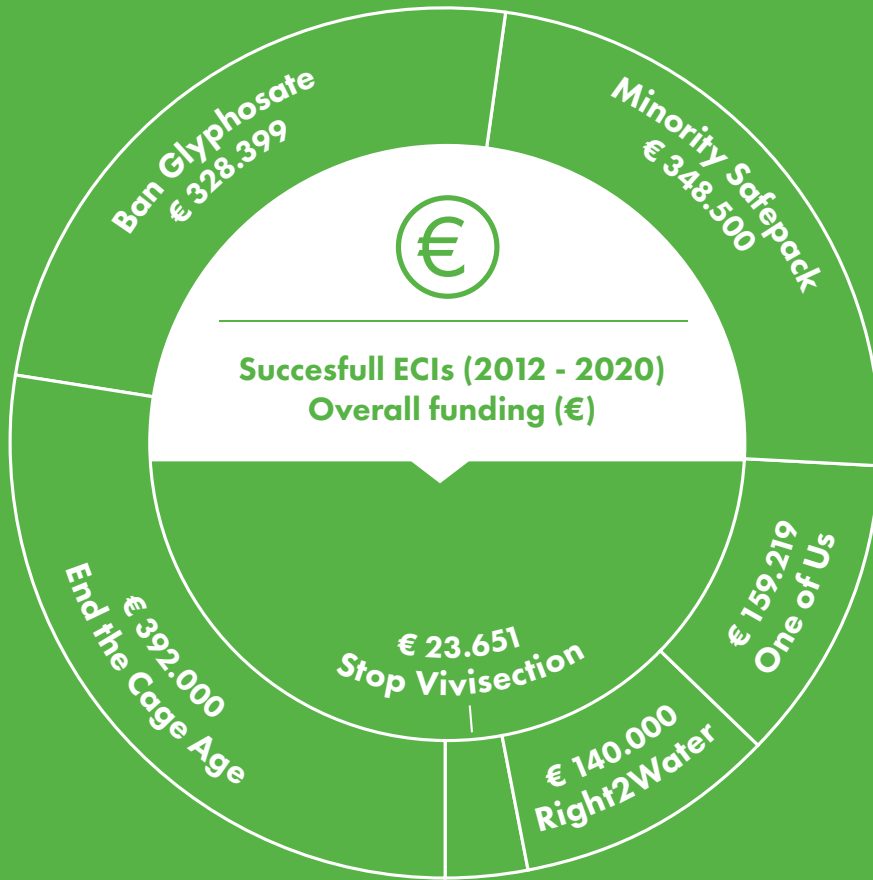 Ban Glyphosate
€ 328.399
Minority Safepack
€ 348.500
€
Succesfull ECIs (2012 - 2020)
Overall funding (€)
€ 159.219
One of Us
€ 23.651
Stop Vivisection
€ 392.000
End the Cage Age
€ 140.000
Right2Water